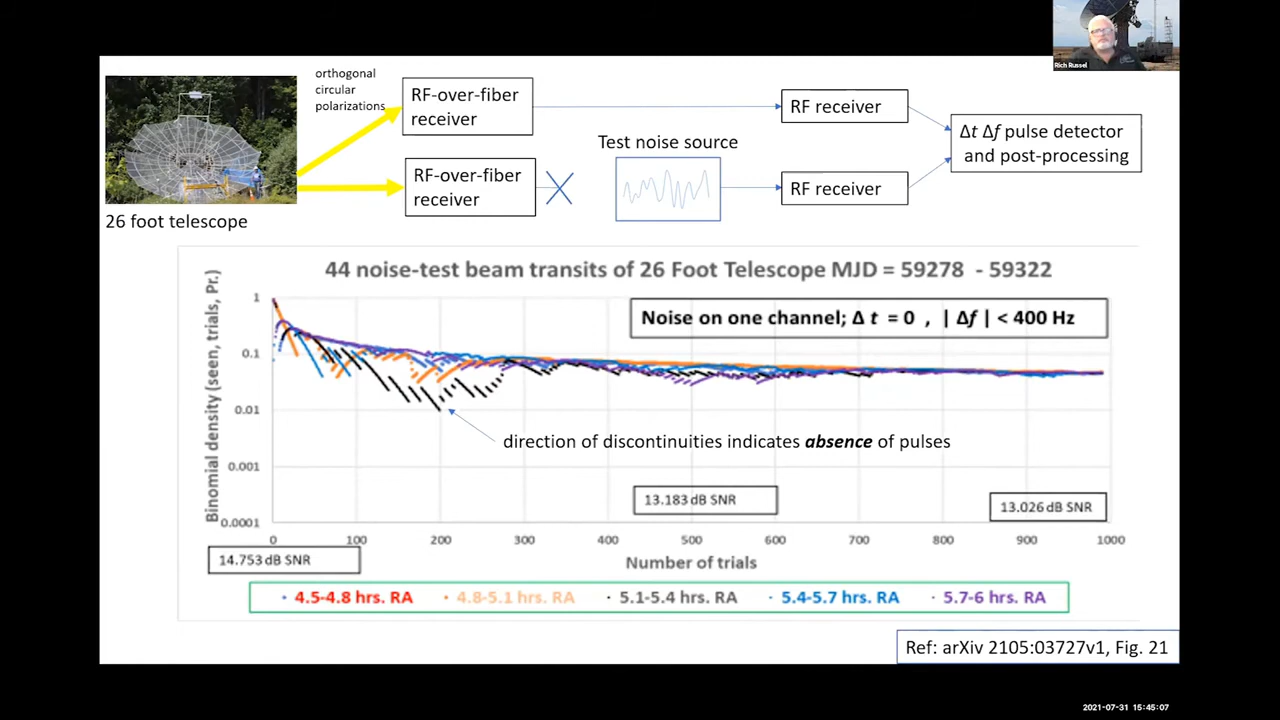 Rich Russel
orthogonal
circular
polarizations
RF-over-fiber
receiver
RF receiver
Δt Δf pulse detector
and post-processing
Test noise source
RF-over-fiber
receiver
RF receiver
26 foot telescope
44 noise-test beam transits of 26 Foot Telescope MJD = 59278 - 59322
Noise on one channel; Δ t = 0 , | Δf | < 400 Hz
Binomial density (seen, trials, Pr.)
1
0.1
0.01
0.001
0.0001
direction of discontinuities indicates absence of pulses
13.183 dB SNR
13.026 dB SNR
0 100 200 300 400 500 600 700 800 900 1000
14.753 dB SNR
Number of trials
4.5-4.8 hrs. RA 4.8-5.1 hrs. RA 5.1-5.4 hrs. RA 5.4-5.7 hrs. RA 5.7-6 hrs. RA
Ref: arXiv 2105:03727v1, Fig. 21
2021-07-31 15:45:07